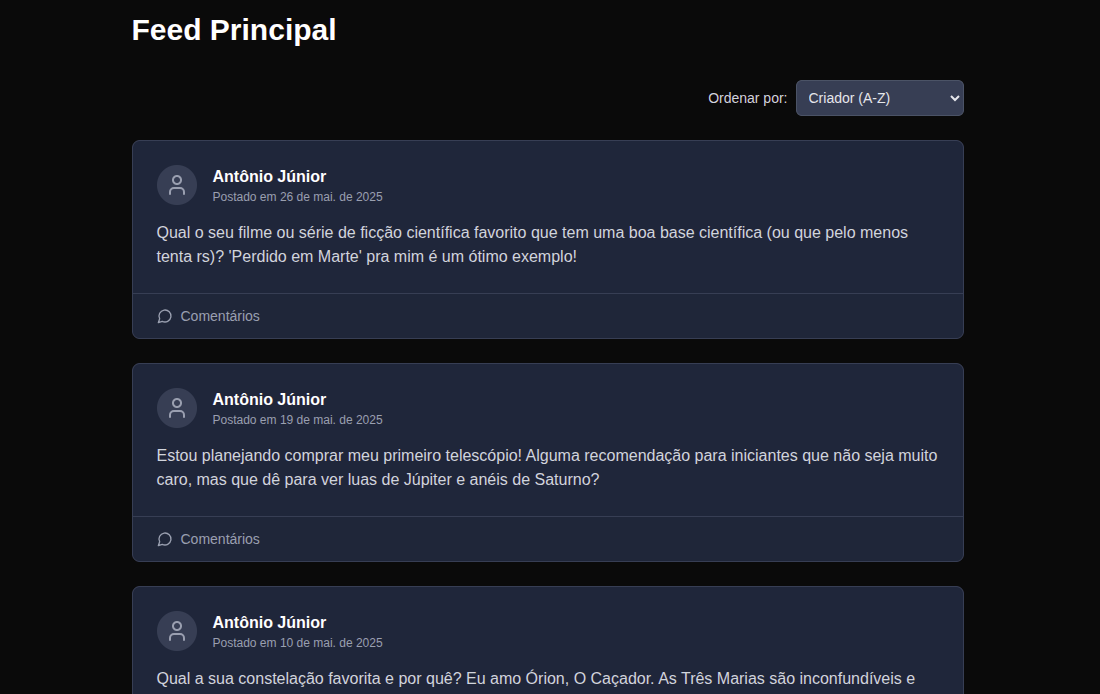 Feed Principal
Ordenar por: Criador (A-Z)
Antônio Júnior
Postado em 26 de mai. de 2025
Qual o seu filme ou série de ficção científica favorito que tem uma boa base científica (ou que pelo menos
tenta rs)? 'Perdido em Marte' pra mim é um ótimo exemplo!
Comentários
Antônio Júnior
Postado em 19 de mai. de 2025
Estou planejando comprar meu primeiro telescópio! Alguma recomendação para iniciantes que não seja muito
caro, mas que dê para ver luas de Júpiter e anéis de Saturno?
Comentários
Antônio Júnior
Postado em 10 de mai. de 2025
Qual a sua constelação favorita e por quê? Eu amo Órion, O Caçador. As Três Marias são inconfundíveis e